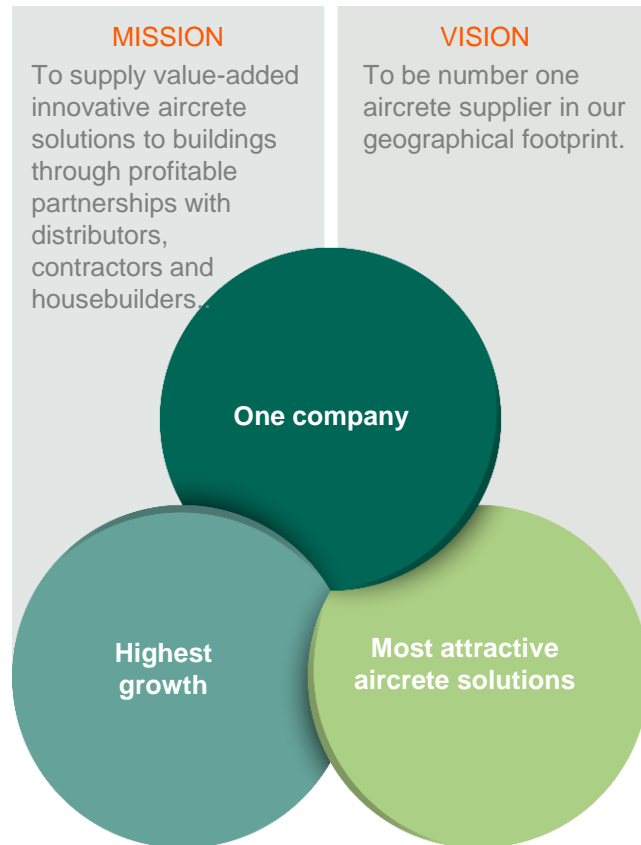 MISSION
To supply value-added
innovative aircrete
solutions to buildings
through profitable
partnerships with
distributors,
contractors and
housebuilders..
VISION
To be number one
aircrete supplier in our
geographical footprint.
One company
Highest
growth
Most attractive
aircrete solutions